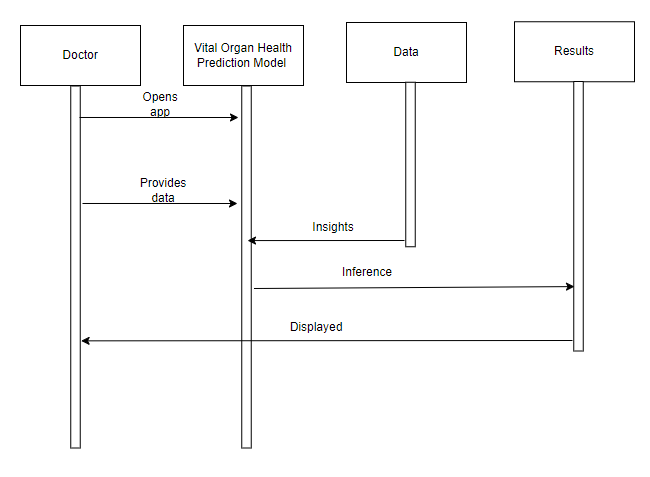 Doctor
Vital Organ Health
Prediction Model
Data
Results
Opens
app
Provides
data
Insights
Inference
Displayed